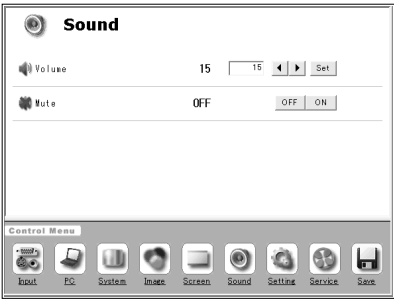 Sound
Volume 15 15 Set
Mute OFF OFF ON
Control Menu
Input PC System Image Screen Sound Setting Service Save